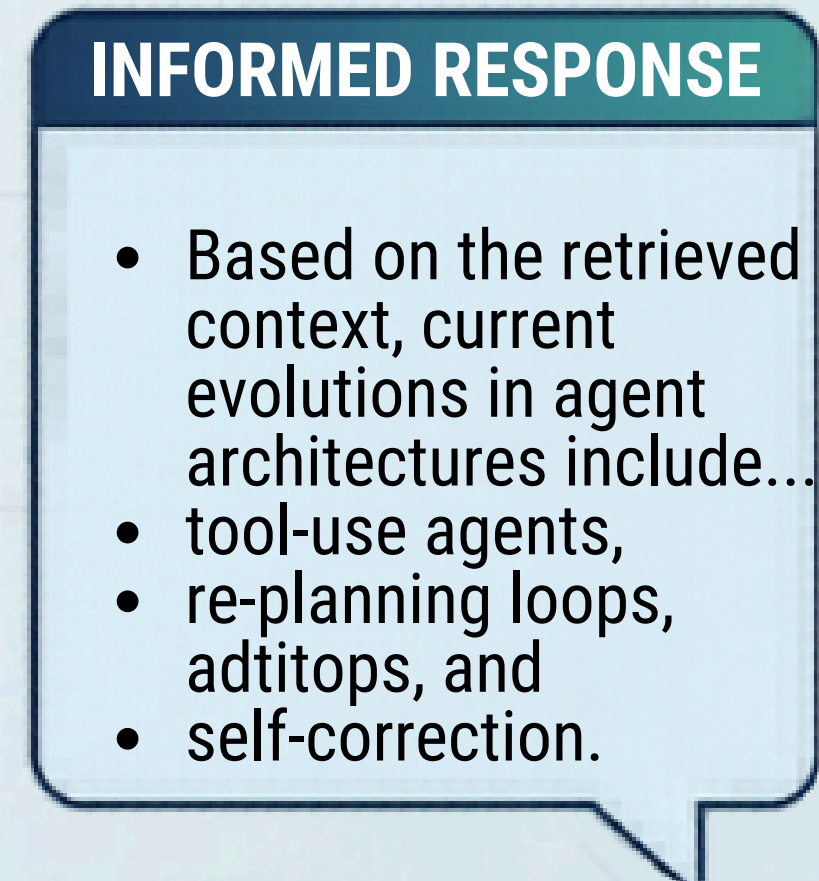 INFORMED RESPONSE
• Based on the retrieved
context, current
evolutions in agent
architectures include...
• tool-use agents,
• re-planning loops,
adtitops, and
• self-correction.